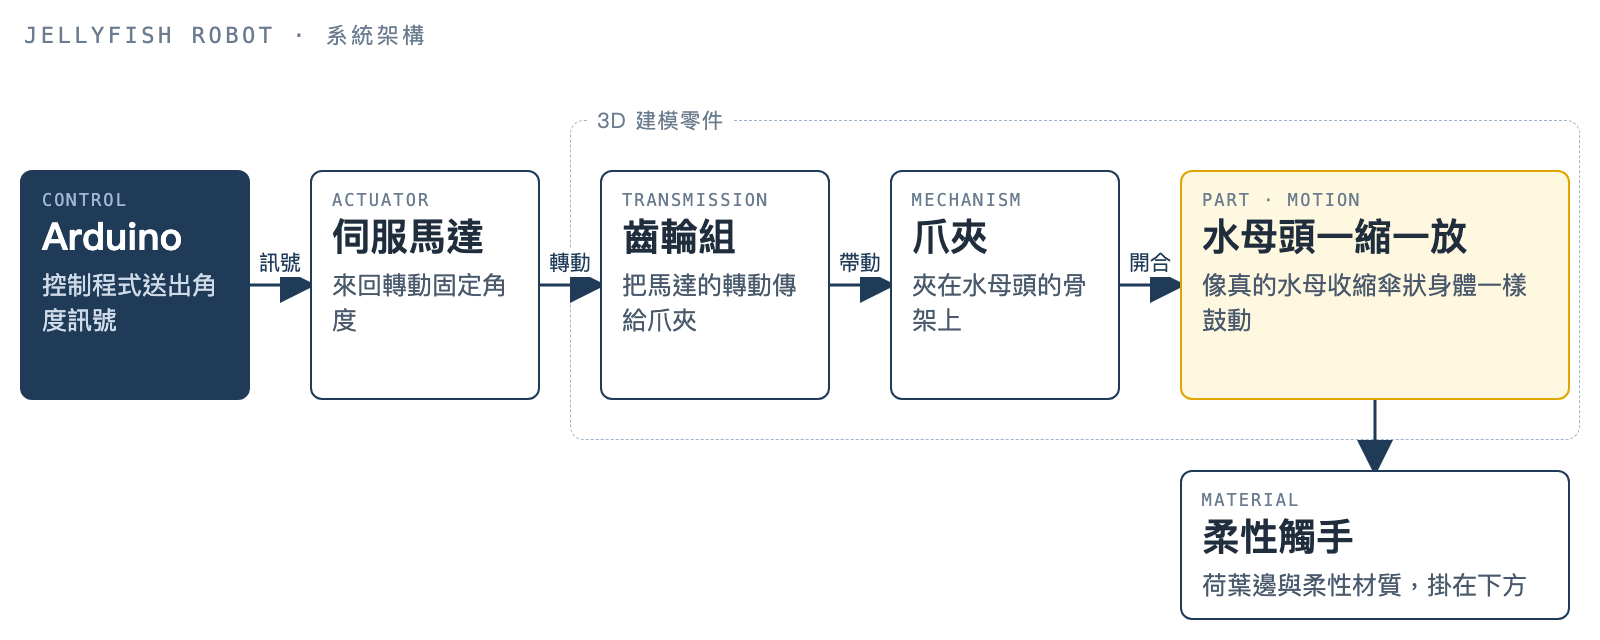 JELLYFISH ROBOT · 系統架構
3D 建模零件
CONTROL
Arduino
控制程式送出角
度訊號
訊號
ACTUATOR
伺服馬達
來回轉動固定角
度
轉動
TRANSMISSION
齒輪組
把馬達的轉動傳
給爪夾
帶動
MECHANISM
爪夾
夾在水母頭的骨
架上
開合
PART · MOTION
水母頭一縮一放
像真的水母收縮傘狀身體一樣
鼓動
MATERIAL
柔性觸手
荷葉邊與柔性材質，掛在下方